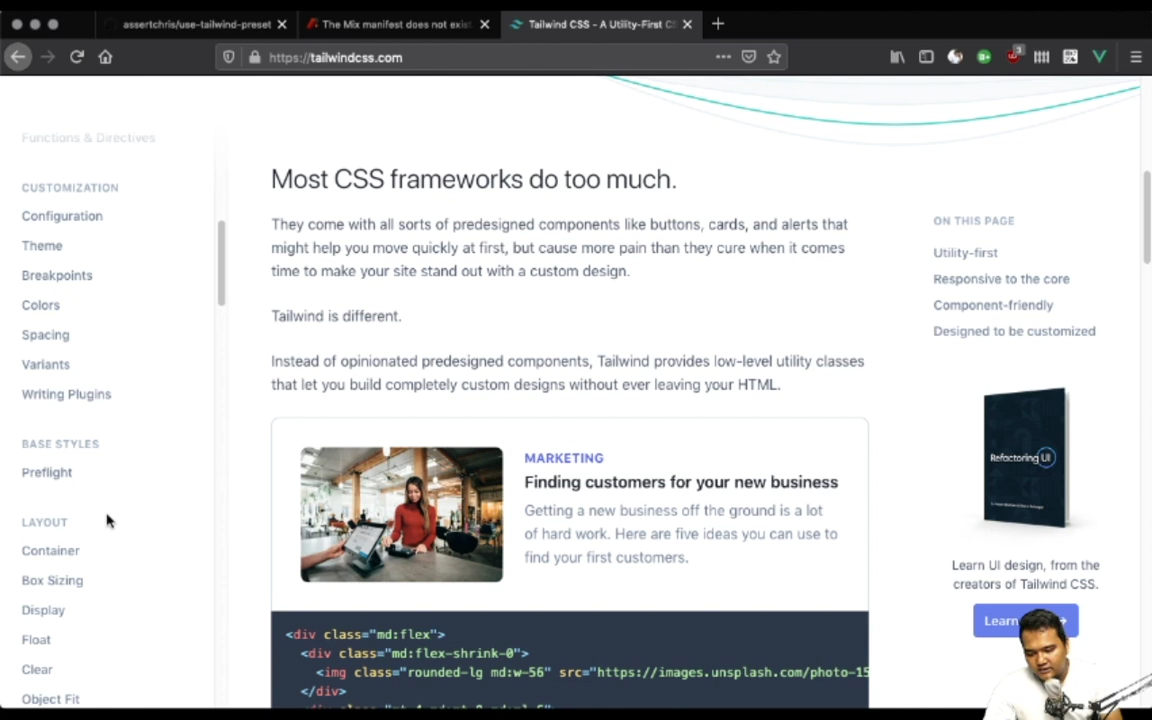 assertchris/use-tailwind-preset
The Mix manifest does not exist
Tailwind CSS – A Utility-First CS
https://tailwindcss.com
3
Functions & Directives
CUSTOMIZATION
Configuration
Theme
Breakpoints
Colors
Spacing
Variants
Writing Plugins
BASE STYLES
Preflight
LAYOUT
Container
Box Sizing
Display
Float
Clear
Object Fit
Most CSS frameworks do too much.
They come with all sorts of predesigned components like buttons, cards, and alerts that
might help you move quickly at first, but cause more pain than they cure when it comes
time to make your site stand out with a custom design.
Tailwind is different.
Instead of opinionated predesigned components, Tailwind provides low-level utility classes
that let you build completely custom designs without ever leaving your HTML.
MARKETING
Finding customers for your new business
Getting a new business off the ground is a lot
of hard work. Here are five ideas you can use to
find your first customers.
<div class="md:flex">
<div class="md:flex-shrink-0">
<img class="rounded-lg md:w-56" src="https://images.unsplash.com/photo-15
</div>
ON THIS PAGE
Utility-first
Responsive to the core
Component-friendly
Designed to be customized
Refactoring UI
Learn UI design, from the
creators of Tailwind CSS.
Learn